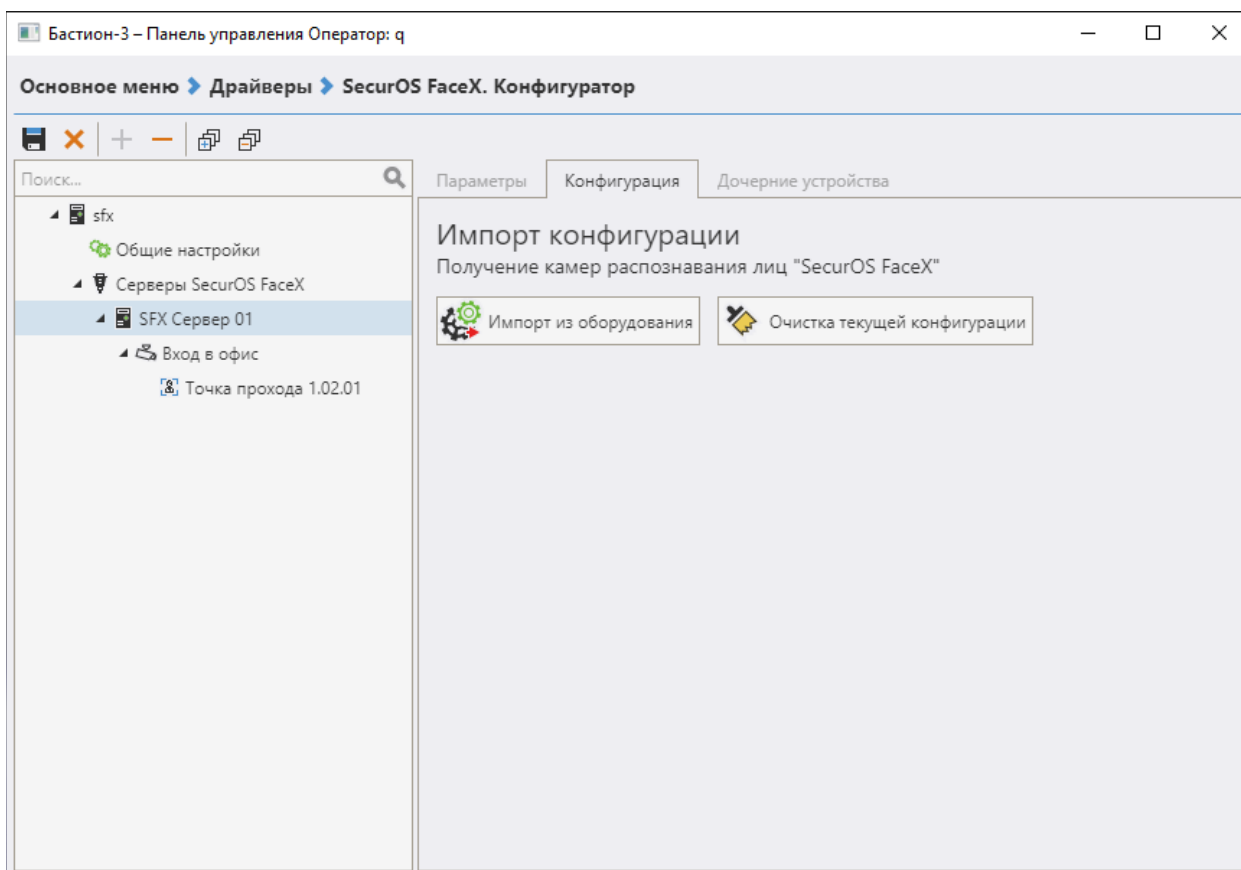 Бастион-3 – Панель управления Оператор: q
Основное меню Драйверы SecurOS FaceX. Конфигуратор
Поиск...
sfx
Общие настройки
Серверы SecurOS FaceX
SFX Сервер 01
Вход в офис
Точка прохода 1.02.01
Параметры Конфигурация Дочерние устройства
Импорт конфигурации
Получение камер распознавания лиц "SecurOS FaceX"
Импорт из оборудования Очистка текущей конфигурации